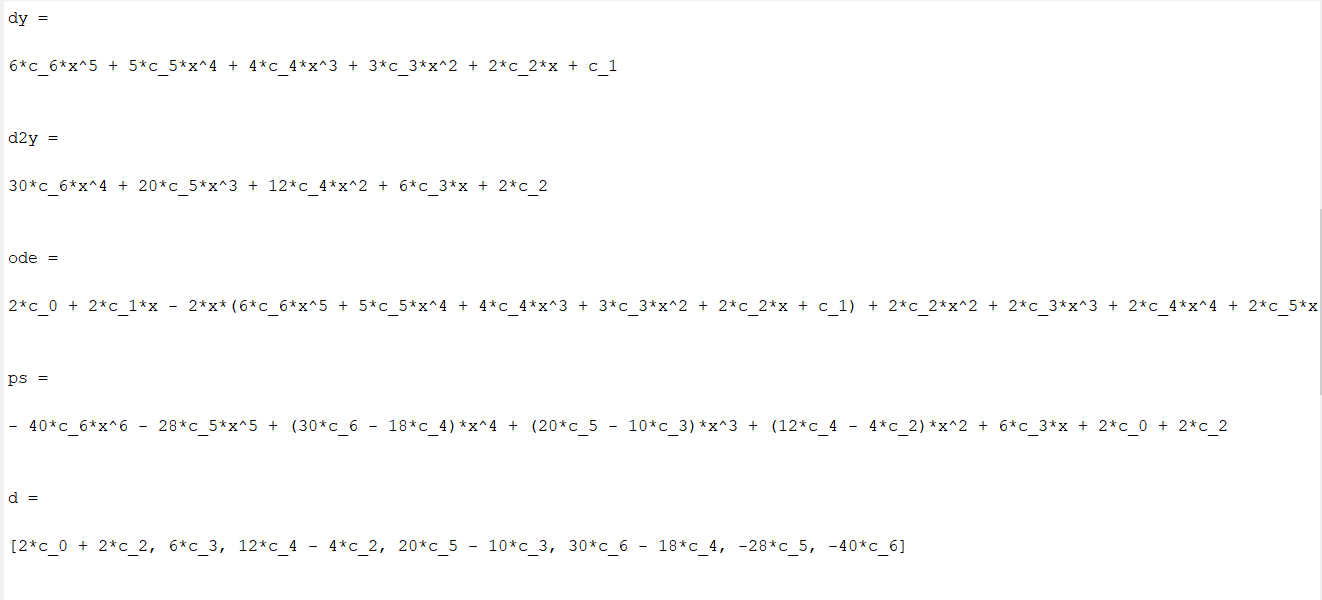 dy =
6*c_6*x^5 + 5*c_5*x^4 + 4*c_4*x^3 + 3*c_3*x^2 + 2*c_2*x + c_1
d2y =
30*c_6*x^4 + 20*c_5*x^3 + 12*c_4*x^2 + 6*c_3*x + 2*c_2
ode =
2*c_0 + 2*c_1*x - 2*x*(6*c_6*x^5 + 5*c_5*x^4 + 4*c_4*x^3 + 3*c_3*x^2 + 2*c_2*x + c_1) + 2*c_2*x^2 + 2*c_3*x^3 + 2*c_4*x^4 + 2*c_5*x
ps =
- 40*c_6*x^6 - 28*c_5*x^5 + (30*c_6 - 18*c_4)*x^4 + (20*c_5 - 10*c_3)*x^3 + (12*c_4 - 4*c_2)*x^2 + 6*c_3*x + 2*c_0 + 2*c_2
d =
[2*c_0 + 2*c_2, 6*c_3, 12*c_4 - 4*c_2, 20*c_5 - 10*c_3, 30*c_6 - 18*c_4, -28*c_5, -40*c_6]